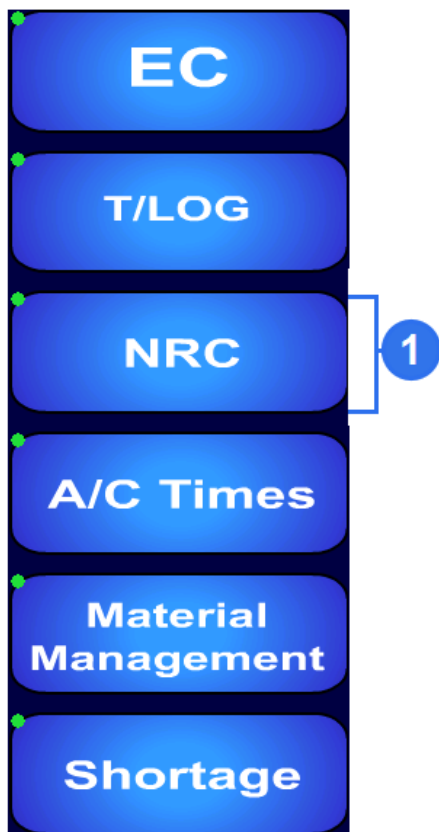 EC
T/LOG
NRC
1
A/C Times
Material
Management
Shortage